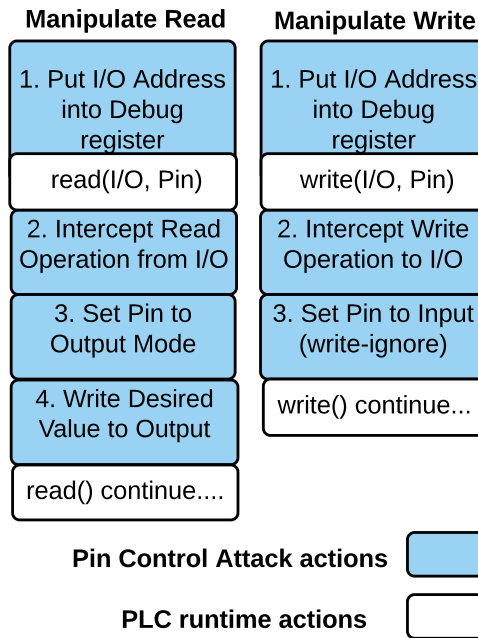 Manipulate Read
1. Put I/O Address
into Debug
register
read(I/O, Pin)
2. Intercept Read
Operation from I/O
3. Set Pin to
Output Mode
4. Write Desired
Value to Output
read() continue....
Manipulate Write
1. Put I/O Address
into Debug
register
write(I/O, Pin)
2. Intercept Write
Operation to I/O
3. Set Pin to Input
(write-ignore)
write() continue...
Pin Control Attack actions
PLC runtime actions